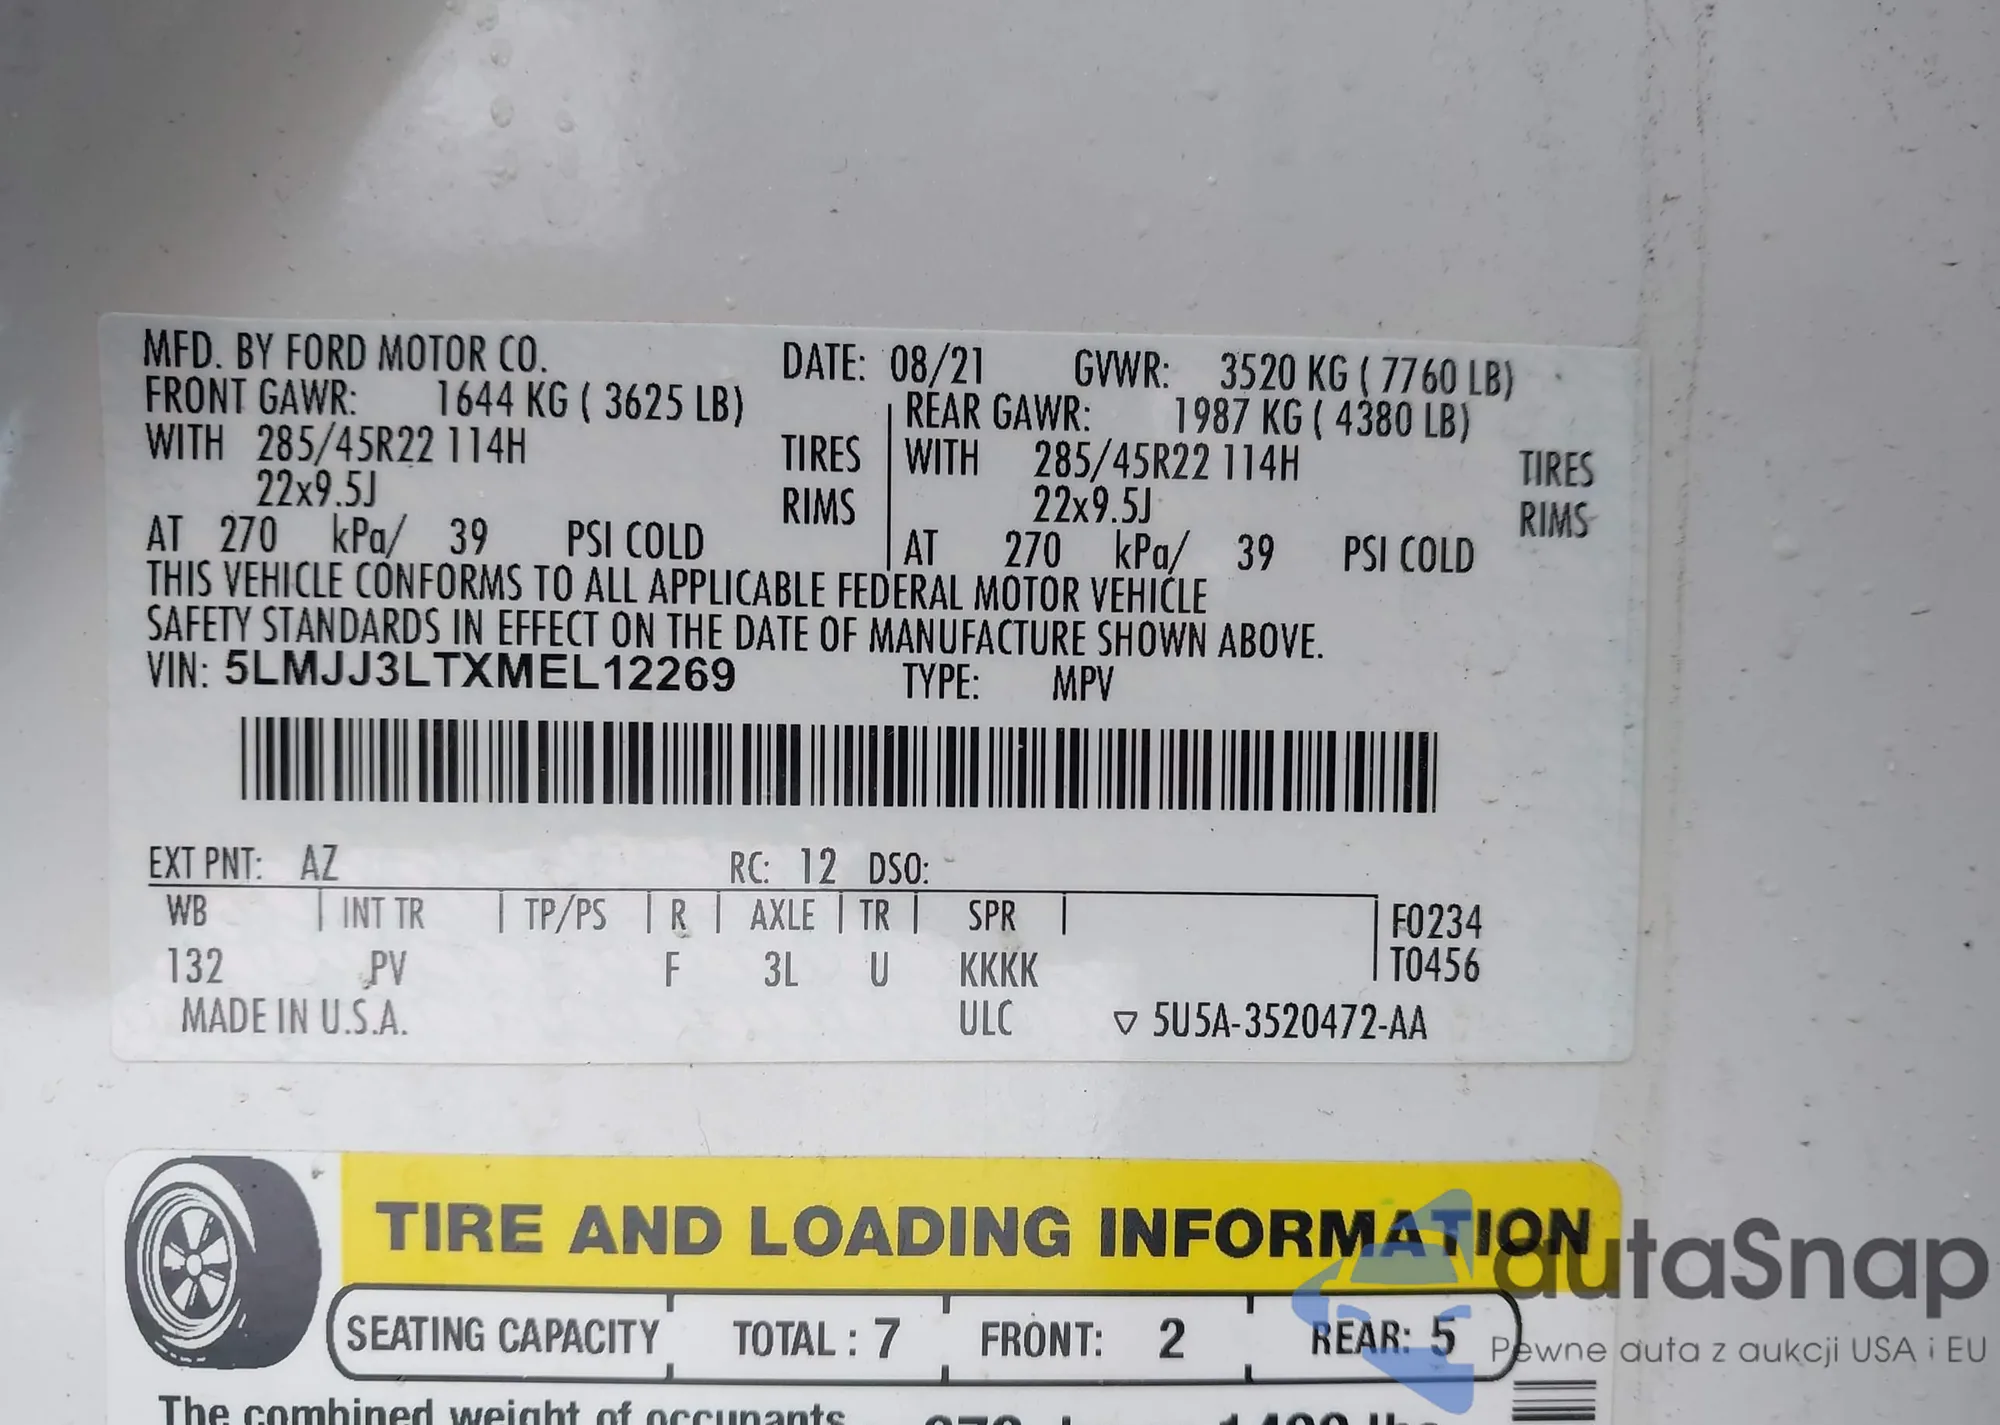 MFD. BY FORD MOTOR CO. DATE: 08/21 GVWR: 3520 KG ( 7760 LB)
FRONT GAWR: 1644 KG ( 3625 LB) REAR GAWR: 1987 KG ( 4380 LB)
WITH 285/45R22 114H TIRES WITH 285/45R22 114H TIRES
22x9.5J RIMS 22x9.5J RIMS
AT 270 kPa/ 39 PSI COLD AT 270 kPa/ 39 PSI COLD
THIS VEHICLE CONFORMS TO ALL APPLICABLE FEDERAL MOTOR VEHICLE
SAFETY STANDARDS IN EFFECT ON THE DATE OF MANUFACTURE SHOWN ABOVE.
VIN: 5LMJJ3LTXMEL12269 TYPE: MPV
EXT PNT: AZ RC: 12 DSO:
WB INT TR TP/PS R AXLE TR SPR F0234
132 PV F 3L U KKKK T0456
MADE IN U.S.A. ULC ▽ 5U5A-3520472-AA
TIRE AND LOADING INFORMATION
SEATING CAPACITY TOTAL : 7 FRONT: 2 REAR: 5
The combined weight of occupants
autaSnap
Pewne auta z aukcji USA i EU